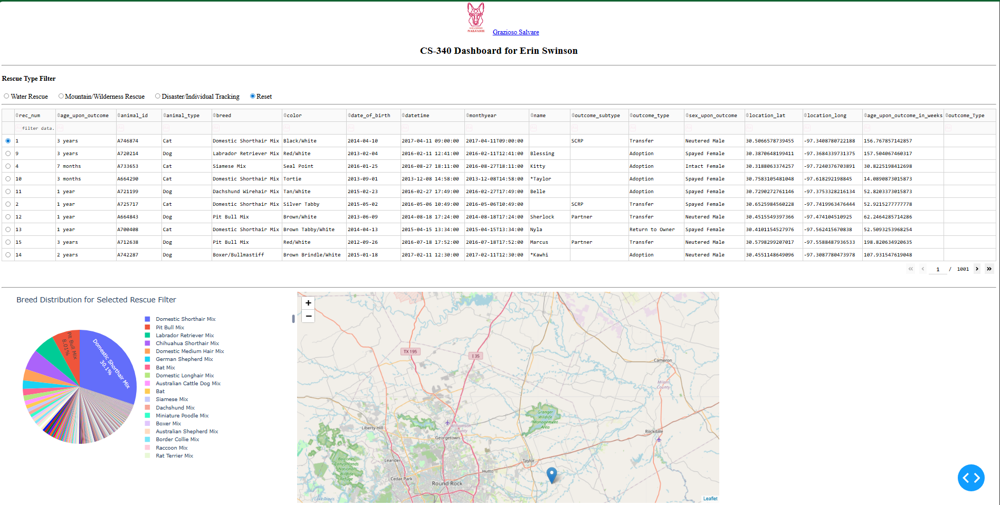 GRAZIOSO
SALVARE
Grazioso Salvare
CS-340 Dashboard for Erin Swinson
Rescue Type Filter
Water Rescue Mountain/Wilderness Rescue Disaster/Individual Tracking Reset
rec_num age_upon_outcome animal_id animal_type breed color date_of_birth datetime monthyear name outcome_subtype outcome_type sex_upon_outcome location_lat location_long age_upon_outcome_in_weeks outcome_Type
filter data.
1 3 years A746874 Cat Domestic Shorthair Mix Black/White 2014-04-10 2017-04-11 09:00:00 2017-04-11T09:00:00 SCRP Transfer Neutered Male 30.5066578739455 -97.3408780722188 156.767857142857
9 3 years A720214 Dog Labrador Retriever Mix Red/White 2013-02-04 2016-02-11 12:41:00 2016-02-11T12:41:00 Blessing Adoption Spayed Female 30.3870648199411 -97.3684339731375 157.504067460317
4 7 months A733653 Cat Siamese Mix Seal Point 2016-01-25 2016-08-27 18:11:00 2016-08-27T18:11:00 Kitty Adoption Intact Female 30.3188063374257 -97.7240376703891 30.8225198412698
10 3 months A664290 Cat Domestic Shorthair Mix Tortie 2013-09-01 2013-12-08 14:58:00 2013-12-08T14:58:00 *Taylor Adoption Spayed Female 30.7583105481048 -97.618292198845 14.0890873015873
11 1 year A721199 Dog Dachshund Wirehair Mix Tan/White 2015-02-23 2016-02-27 17:49:00 2016-02-27T17:49:00 Belle Adoption Spayed Female 30.7290272761146 -97.3753328216134 52.8203373015873
2 1 year A725717 Cat Domestic Shorthair Mix Silver Tabby 2015-05-02 2016-05-06 10:49:00 2016-05-06T10:49:00 SCRP Transfer Spayed Female 30.6525984560228 -97.7419963476444 52.9215277777778
12 1 year A664843 Dog Pit Bull Mix Brown/White 2013-06-09 2014-08-18 17:24:00 2014-08-18T17:24:00 Sherlock Partner Transfer Neutered Male 30.4515549397366 -97.474104510925 62.2464285714286
13 1 year A700408 Cat Domestic Shorthair Mix Brown Tabby/White 2014-04-13 2015-04-15 13:34:00 2015-04-15T13:34:00 Nyla Return to Owner Spayed Female 30.4101154527976 -97.562415670838 52.5093253968254
15 3 years A712638 Dog Pit Bull Mix Red/White 2012-09-26 2016-07-18 17:52:00 2016-07-18T17:52:00 Marcus Partner Transfer Neutered Male 30.5798299207017 -97.5588487936533 198.820634920635
14 2 years A742287 Dog Boxer/Bullmastiff Brown Brindle/White 2015-01-18 2017-02-11 12:30:00 2017-02-11T12:30:00 *Kawhi Adoption Neutered Male 30.4551148649096 -97.3087780473978 107.931547619048
1 / 1001
Breed Distribution for Selected Rescue Filter
Domestic Shorthair Mix
30.1%
Pit Bull Mix
8.01%
Domestic Shorthair Mix
Pit Bull Mix
Labrador Retriever Mix
Chihuahua Shorthair Mix
Domestic Medium Hair Mix
German Shepherd Mix
Bat Mix
Domestic Longhair Mix
Australian Cattle Dog Mix
Bat
Siamese Mix
Dachshund Mix
Miniature Poodle Mix
Boxer Mix
Australian Shepherd Mix
Border Collie Mix
Raccoon Mix
Rat Terrier Mix
+
−
TX 195
I 35
Cameron
Milam
County
Granger
Wildlife
Management
Area
Liberty Hill
Williamson
County
Georgetown
Rockdale
Balcones
Canyonlands
National
Wildlife
Refuge
Leander
Taylor
Hutto
Cedar Park
Round Rock
Lake Travis
Leaflet